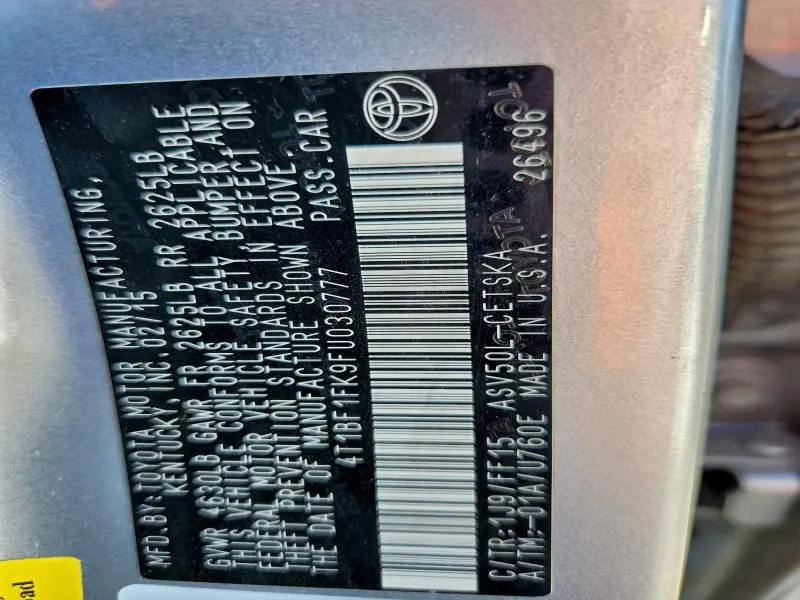 MFD.BY:TOYOTA MOTOR MANUFACTURING,
KENTUCKY, INC.02/15
GVWR 4630LB GAWR FR 2625LB RR 2625LB
THIS VEHICLE CONFORMS TO ALL APPLICABLE
FEDERAL MOTOR VEHICLE SAFETY BUMPER,AND
THEFT PREVENTION STANDARDS IN EFFECT ON
THE DATE OF MANUFACTURE SHOWN ABOVE.
4T1BF1FK9FU030777 PASS.CAR
C/TR:1J9/FF15 ASV50L-CETSKA
A/TM:-01A/U760E MADE IN U.S.A. 26496